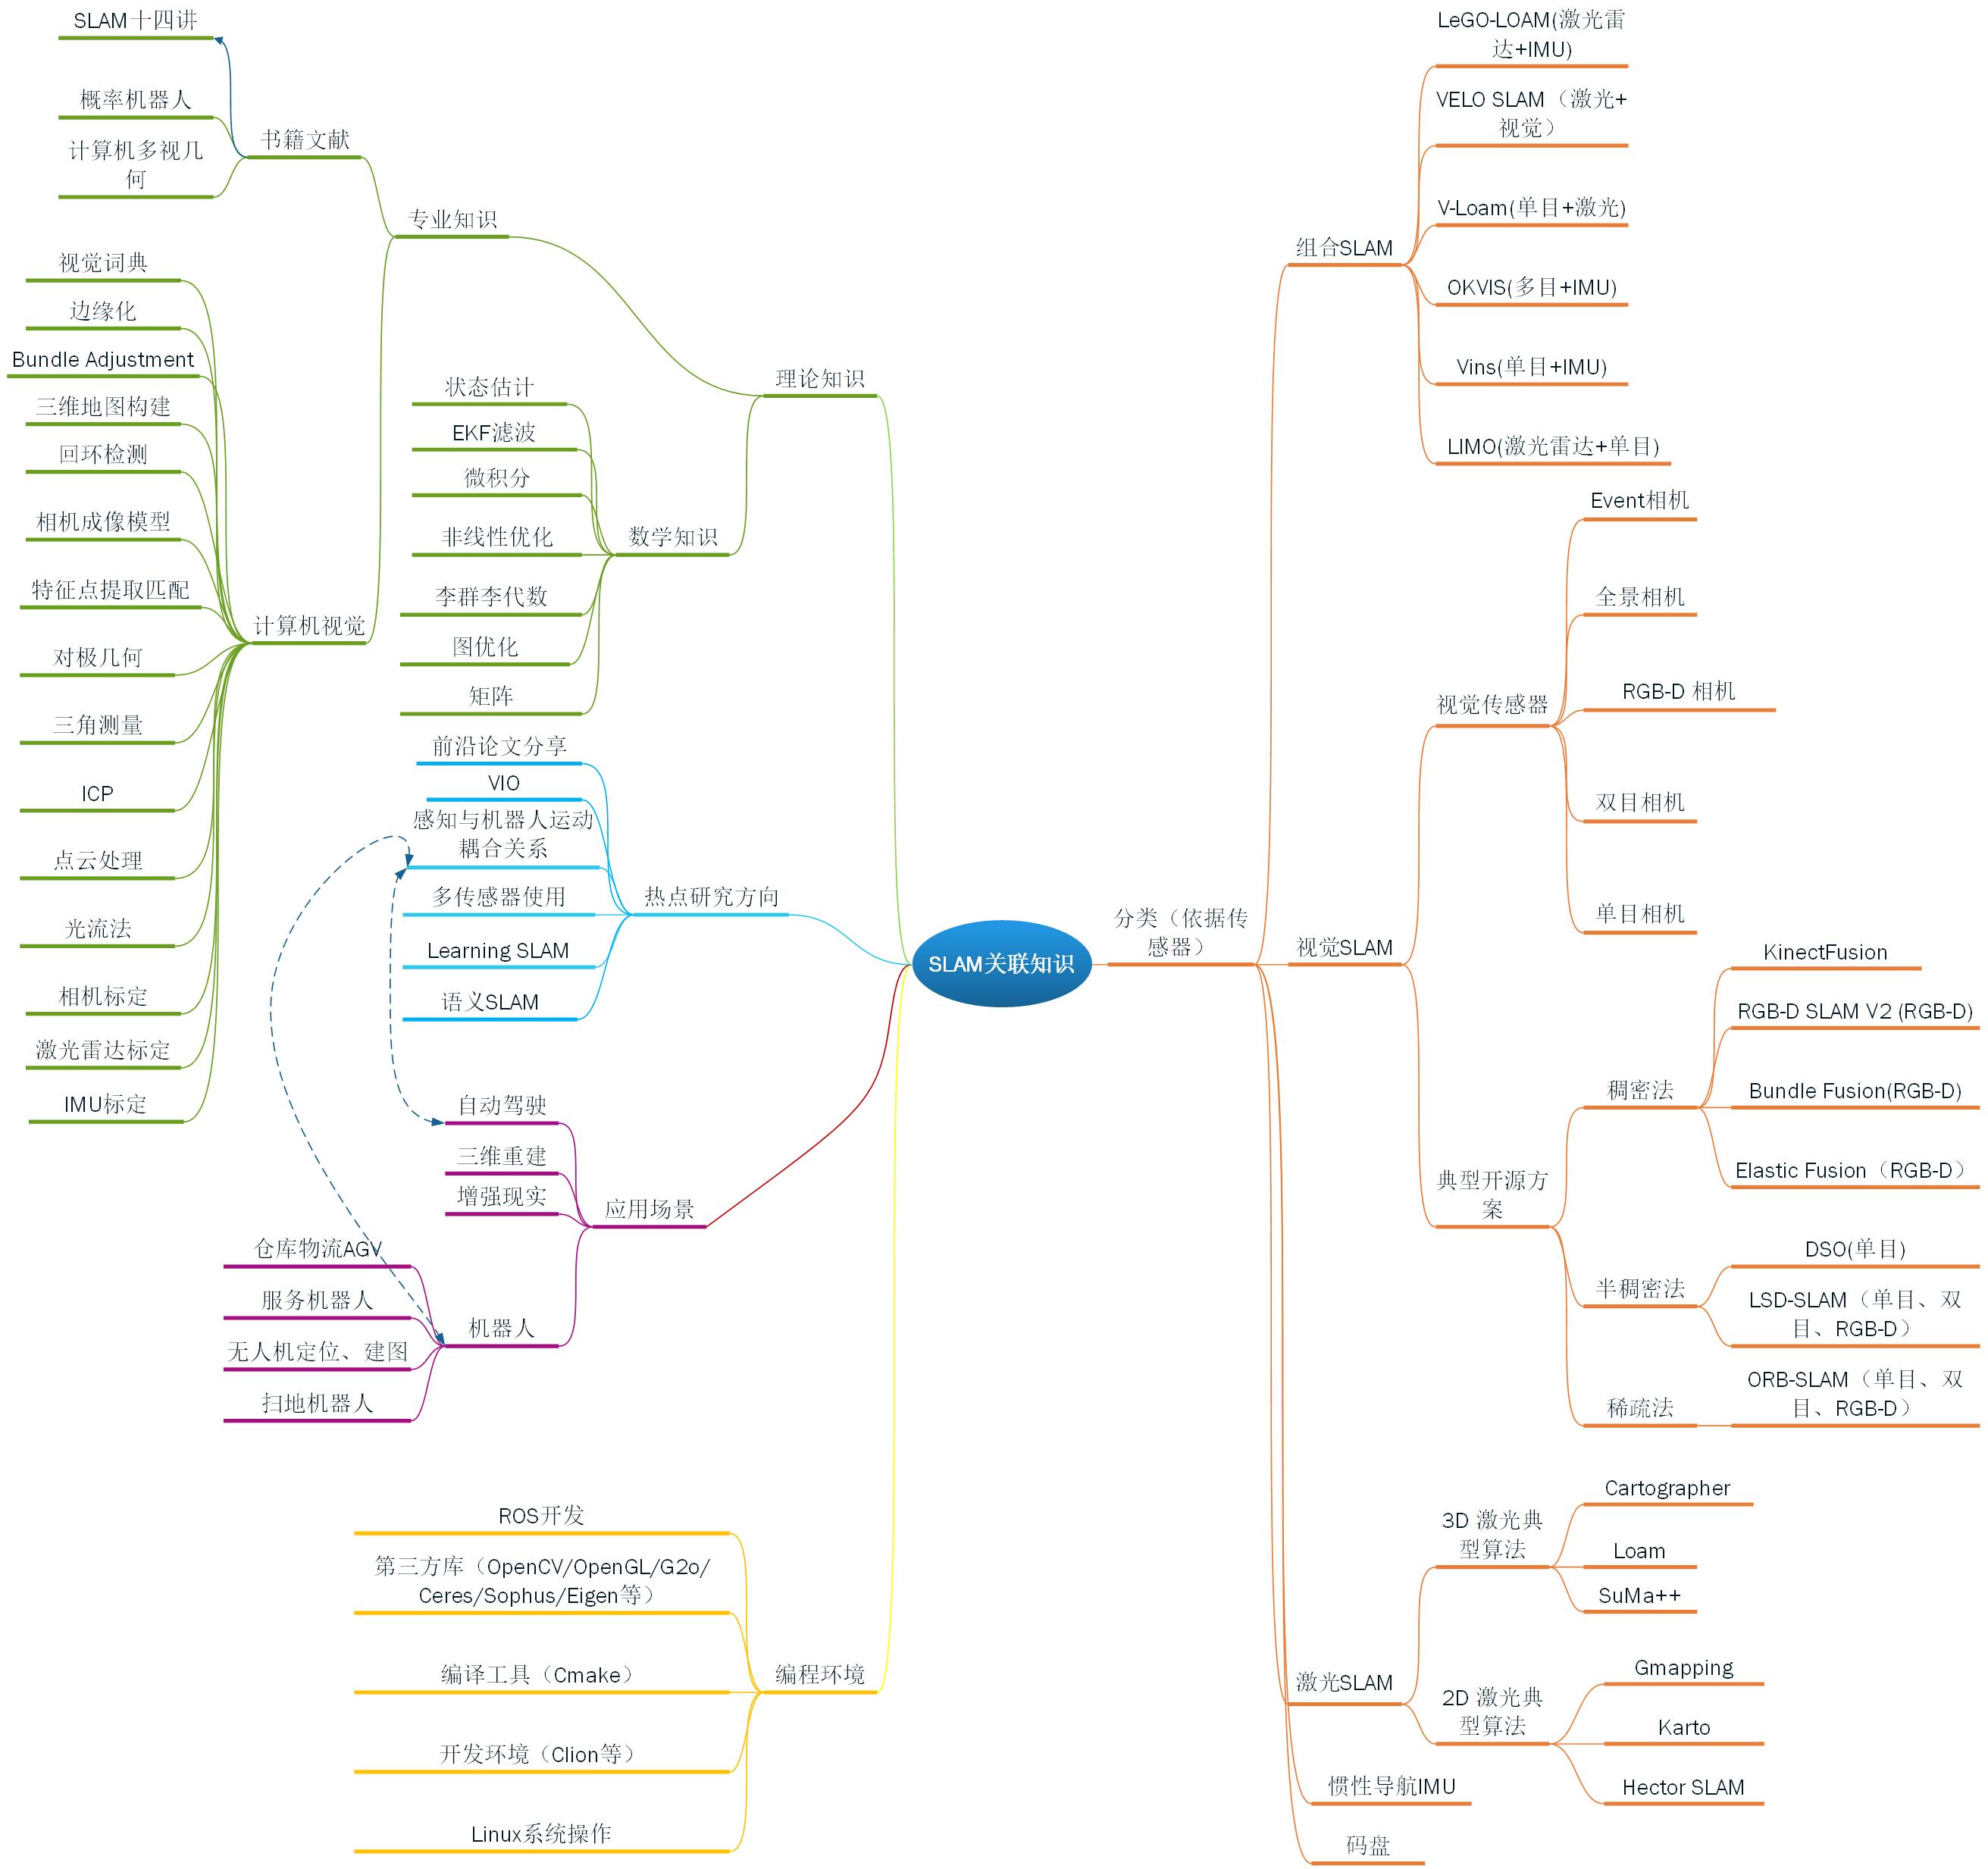 SLAM十四讲
概率机器人
计算机多视几
何
书籍文献
专业知识
视觉词典
边缘化
Bundle Adjustment
三维地图构建
回环检测
相机成像模型
特征点提取匹配
对极几何
三角测量
ICP
点云处理
光流法
相机标定
激光雷达标定
IMU标定
计算机视觉
理论知识
状态估计
EKF滤波
微积分
非线性优化
李群李代数
图优化
矩阵
数学知识
前沿论文分享
VIO
感知与机器人运动
耦合关系
多传感器使用
Learning SLAM
语义SLAM
热点研究方向
自动驾驶
三维重建
增强现实
应用场景
仓库物流AGV
服务机器人
无人机定位、建图
扫地机器人
机器人
ROS开发
第三方库（OpenCV/OpenGL/G2o/
Ceres/Sophus/Eigen等）
编译工具（Cmake）
开发环境（Clion等）
Linux系统操作
编程环境
SLAM关联知识
分类（依据传
感器）
组合SLAM
LeGO-LOAM(激光雷
达+IMU)
VELO SLAM（激光+
视觉）
V-Loam(单目+激光)
OKVIS(多目+IMU)
Vins(单目+IMU)
LIMO(激光雷达+单目)
视觉SLAM
视觉传感器
Event相机
全景相机
RGB-D 相机
双目相机
单目相机
典型开源方
案
稠密法
KinectFusion
RGB-D SLAM V2 (RGB-D)
Bundle Fusion(RGB-D)
Elastic Fusion（RGB-D）
半稠密法
DSO(单目)
LSD-SLAM（单目、双
目、RGB-D）
稀疏法
ORB-SLAM（单目、双
目、RGB-D）
激光SLAM
3D 激光典
型算法
Cartographer
Loam
SuMa++
2D 激光典
型算法
Gmapping
Karto
Hector SLAM
惯性导航IMU
码盘